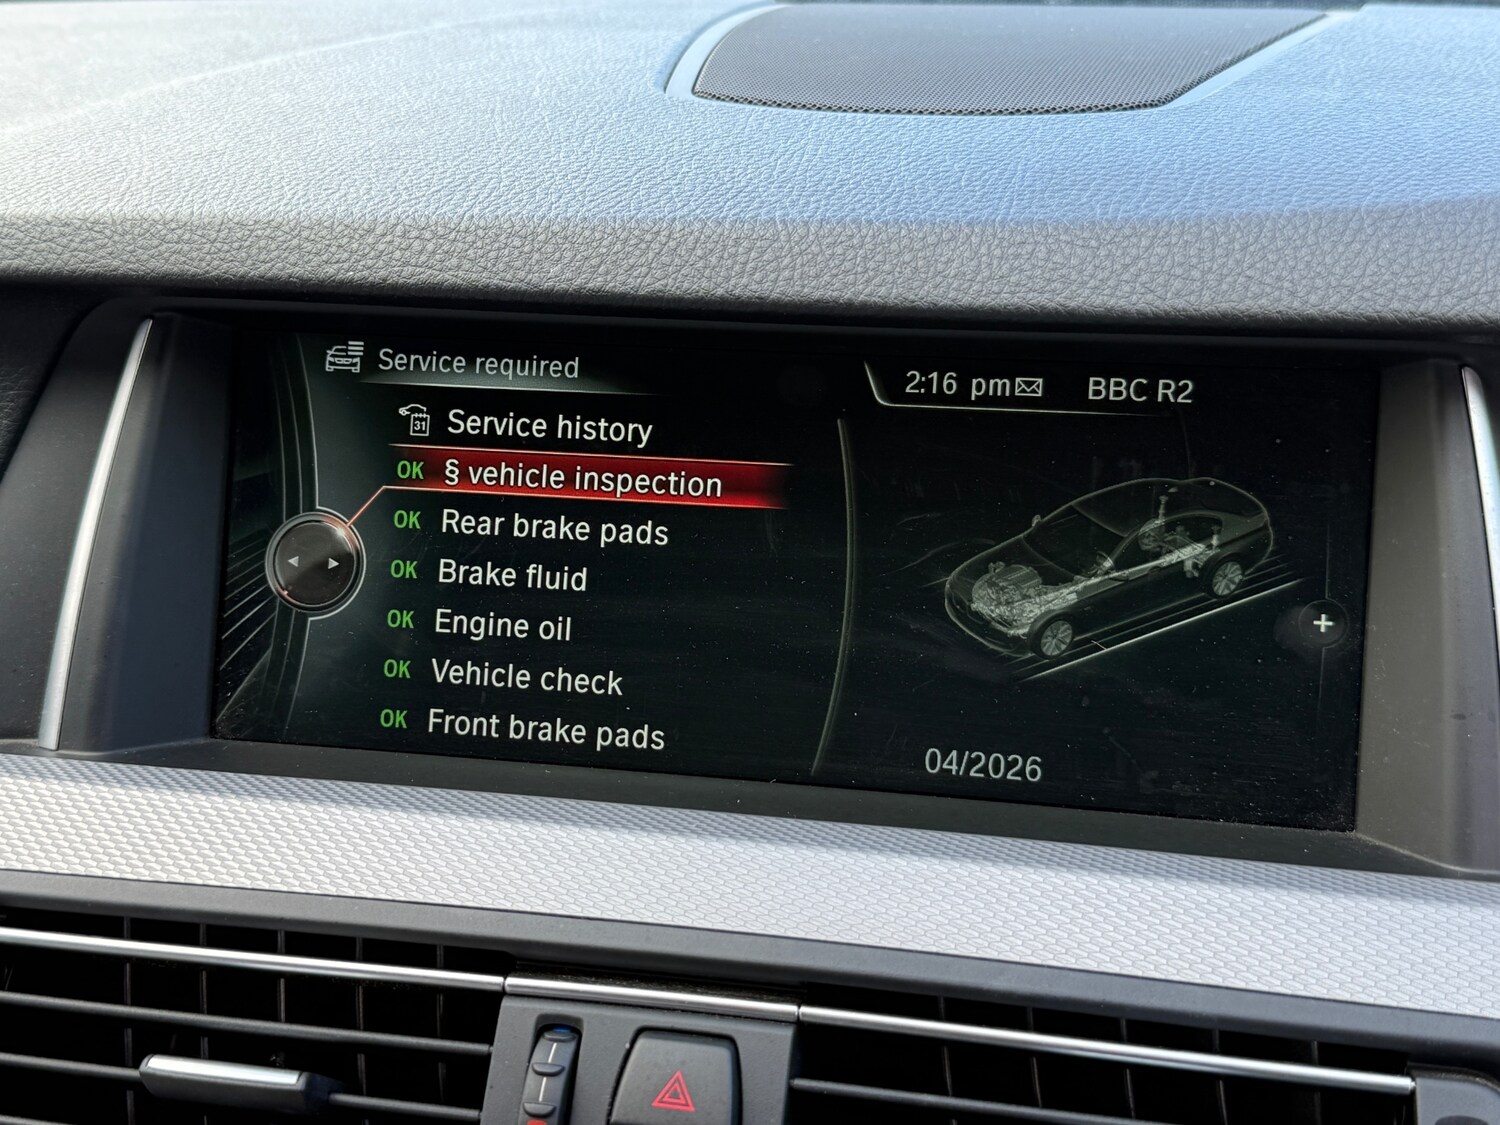 Service required
2:16 pm BBC R2
31 Service history
OK § vehicle inspection
OK Rear brake pads
OK Brake fluid
OK Engine oil
OK Vehicle check
OK Front brake pads
+
04/2026